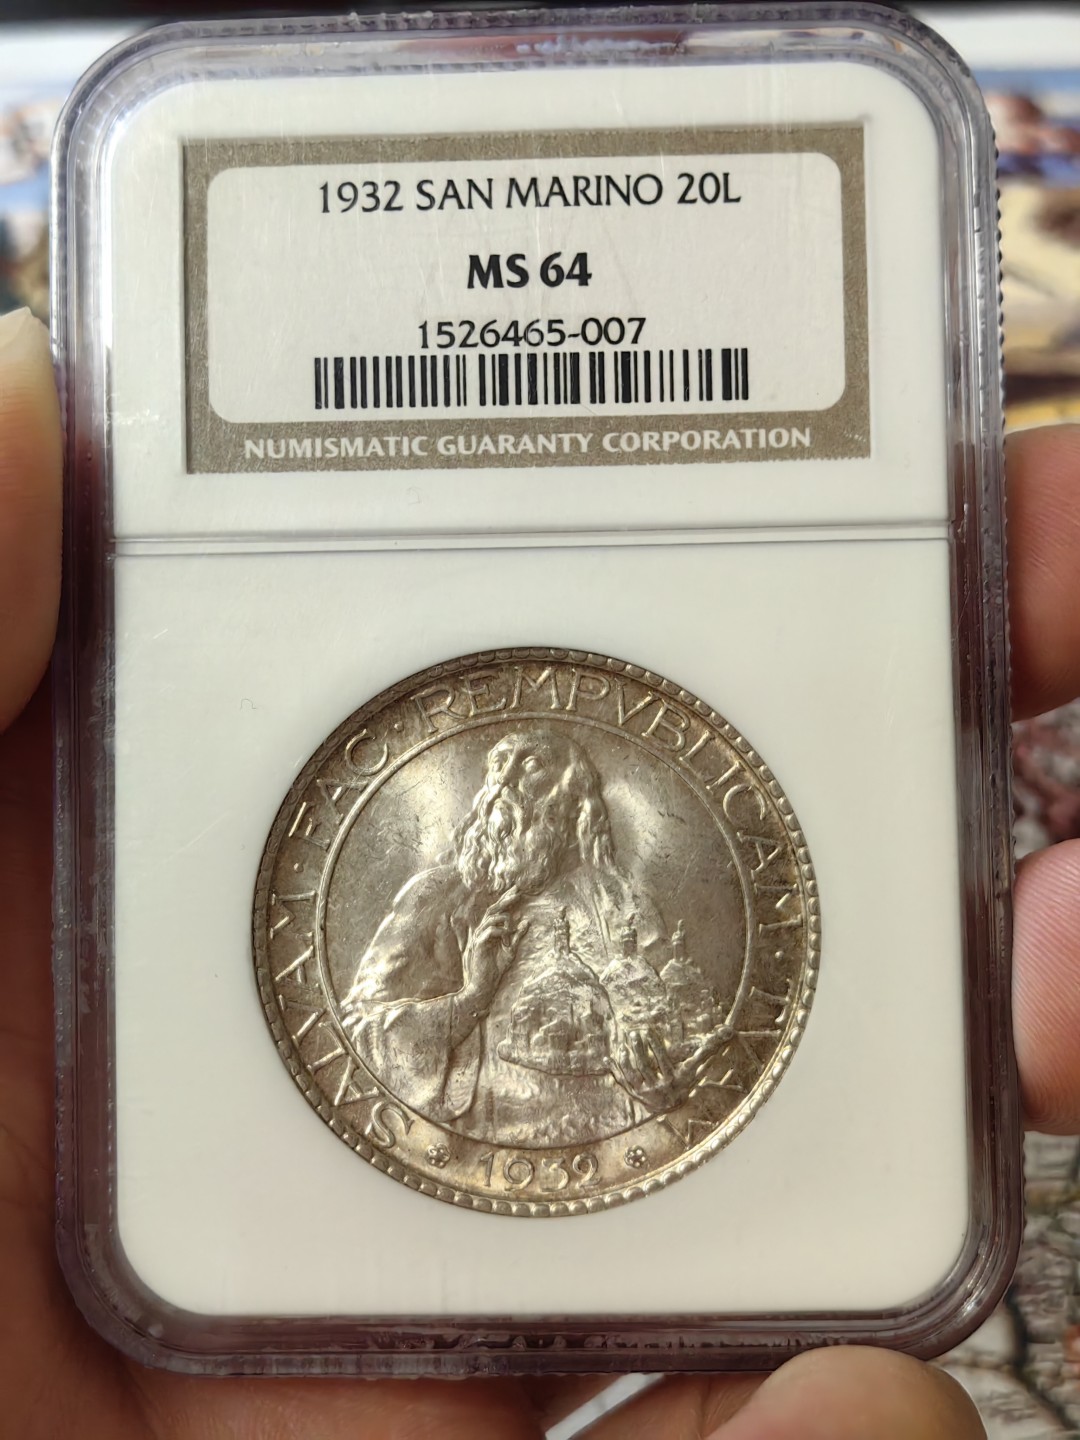 1932 SAN MARINO 20L
MS 64
1526465-007
NUMISMATIC GUARANTY CORPORATION
SALVAM · FAC · REMPVBLICAM · TVAM
1932